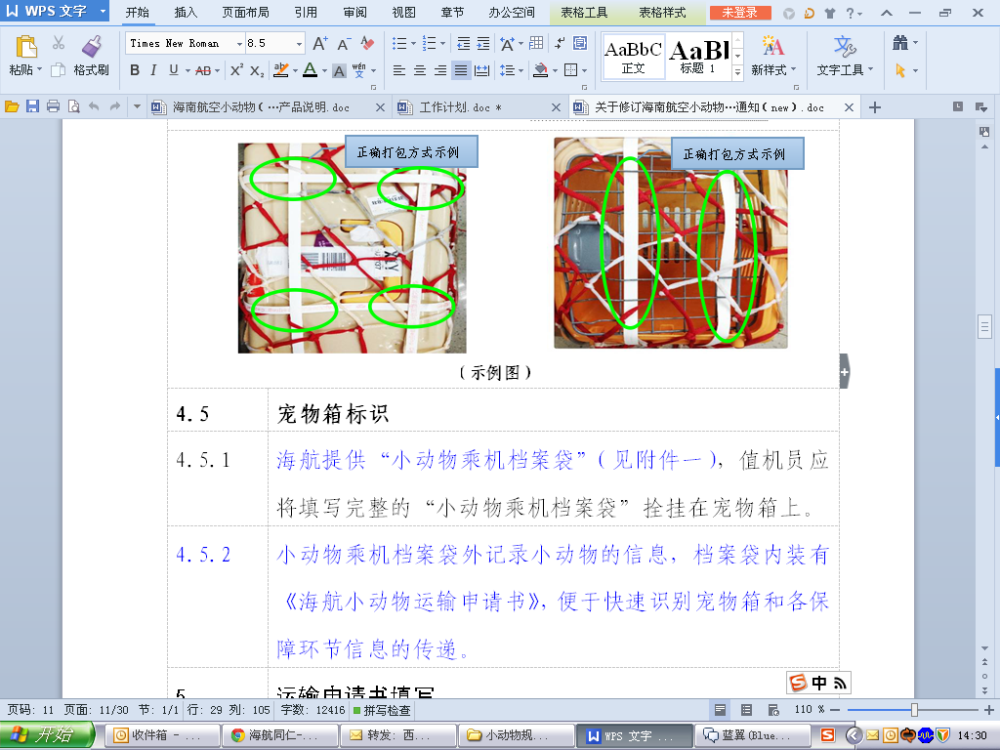 WPS 文字
开始 插入 页面布局 引用 审阅 视图 章节 办公空间 表格工具 表格样式 未登录
粘贴 格式刷
Times New Roman 8.5
AaBbC AaBl
正文 标题 1 新样式 文字工具
海南航空小动物(…产品说明.doc 工作计划.doc * 关于修订海南航空小动物…通知(new).doc
正确打包方式示例 正确打包方式示例
(示例图)
4.5 宠物箱标识
4.5.1 海航提供“小动物乘机档案袋”(见附件一),值机员应
将填写完整的“小动物乘机档案袋”拴挂在宠物箱上。
4.5.2 小动物乘机档案袋外记录小动物的信息,档案袋内装有
《海航小动物运输申请书》,便于快速识别宠物箱和各保
障环节信息的传递。
5 运输申请书填写
中
页码: 11 页面: 11/30 节: 1/1 行: 29 列: 105 字数: 12416 拼写检查 110 %
开始 收件箱 - ... 海航同仁-... 转发: 西... 小动物规... WPS 文字 ... 蓝翼(Blue... 14:30